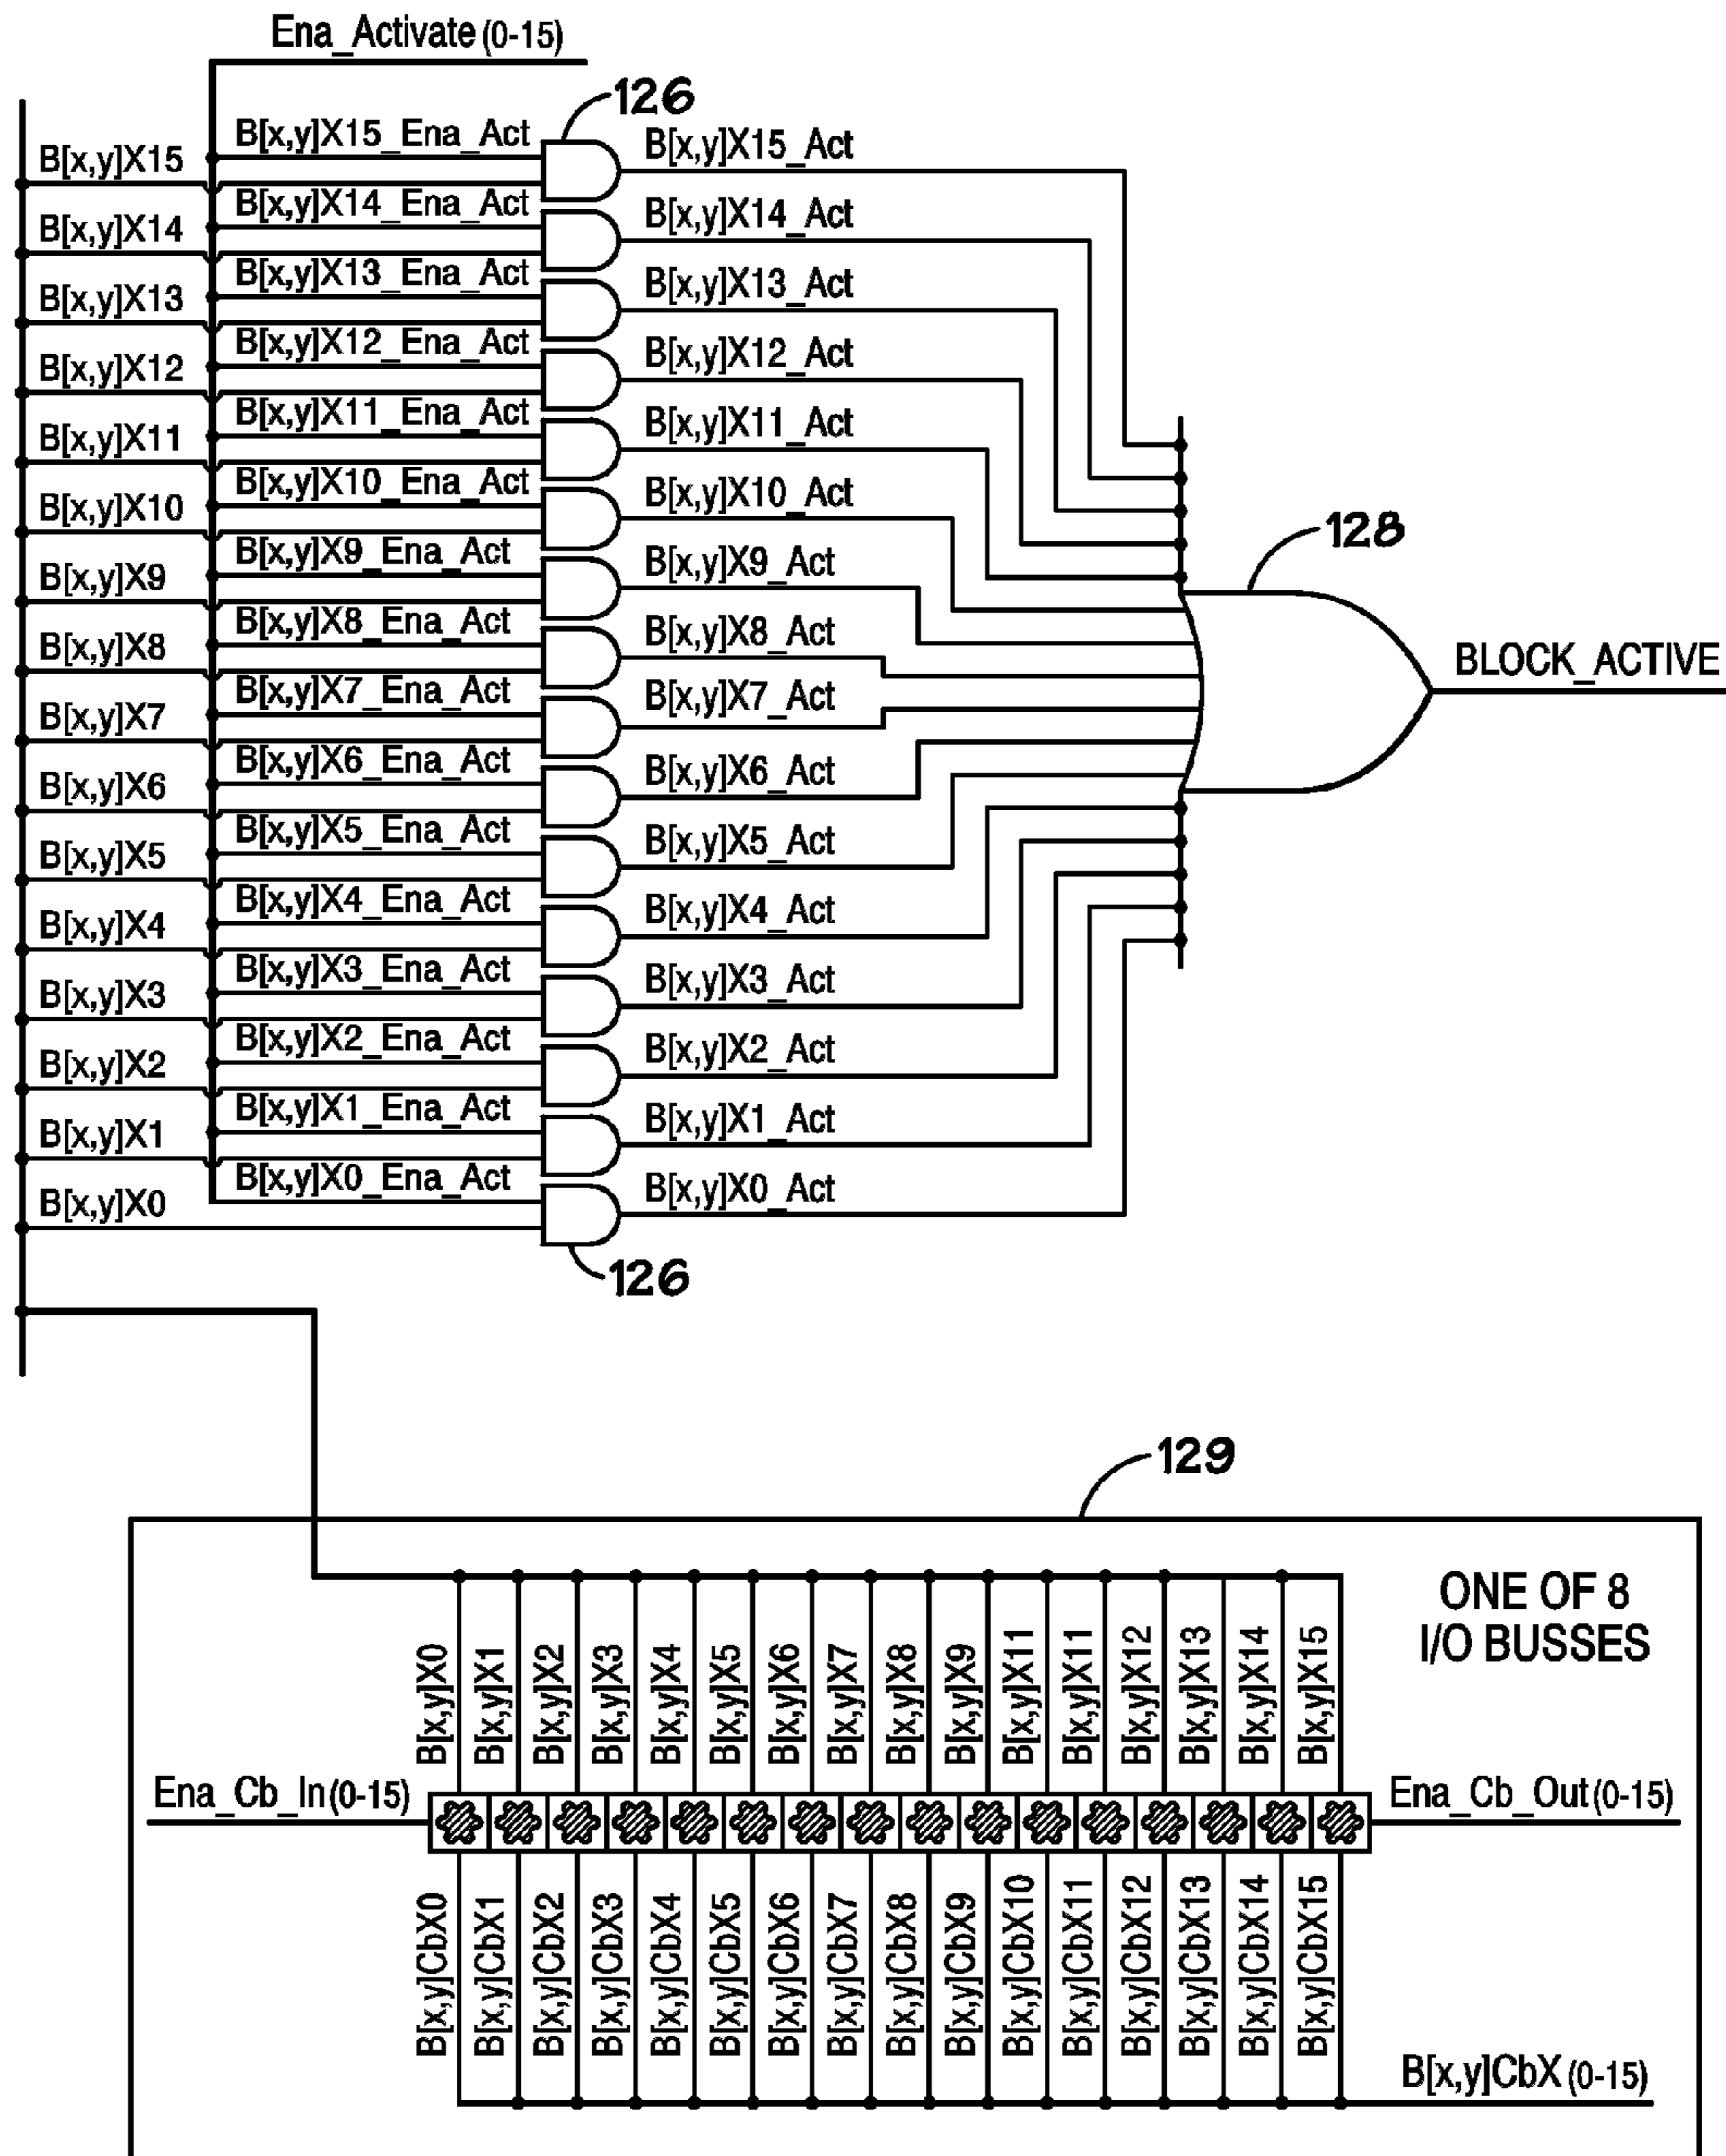 Ena_Activate (0-15)
126
B[x,y]X15 B[x,y]X15_Ena_Act B[x,y]X15_Act
B[x,y]X14 B[x,y]X14_Ena_Act B[x,y]X14_Act
B[x,y]X13 B[x,y]X13_Ena_Act B[x,y]X13_Act
B[x,y]X12 B[x,y]X12_Ena_Act B[x,y]X12_Act
B[x,y]X11 B[x,y]X11_Ena_Act B[x,y]X11_Act
B[x,y]X10 B[x,y]X10_Ena_Act B[x,y]X10_Act
128
B[x,y]X9 B[x,y]X9_Ena_Act B[x,y]X9_Act
B[x,y]X8 B[x,y]X8_Ena_Act B[x,y]X8_Act
BLOCK_ACTIVE
B[x,y]X7 B[x,y]X7_Ena_Act B[x,y]X7_Act
B[x,y]X6 B[x,y]X6_Ena_Act B[x,y]X6_Act
B[x,y]X5 B[x,y]X5_Ena_Act B[x,y]X5_Act
B[x,y]X4 B[x,y]X4_Ena_Act B[x,y]X4_Act
B[x,y]X3 B[x,y]X3_Ena_Act B[x,y]X3_Act
B[x,y]X2 B[x,y]X2_Ena_Act B[x,y]X2_Act
B[x,y]X1 B[x,y]X1_Ena_Act B[x,y]X1_Act
B[x,y]X0 B[x,y]X0_Ena_Act B[x,y]X0_Act
126
129
ONE OF 8
I/O BUSSES
B[x,y]X0
B[x,y]X1
B[x,y]X2
B[x,y]X3
B[x,y]X4
B[x,y]X5
B[x,y]X6
B[x,y]X7
B[x,y]X8
B[x,y]X9
B[x,y]X11
B[x,y]X11
B[x,y]X12
B[x,y]X13
B[x,y]X14
B[x,y]X15
Ena_Cb_In (0-15)
Ena_Cb_Out (0-15)
B[x,y]CbX0
B[x,y]CbX1
B[x,y]CbX2
B[x,y]CbX3
B[x,y]CbX4
B[x,y]CbX5
B[x,y]CbX6
B[x,y]CbX7
B[x,y]CbX8
B[x,y]CbX9
B[x,y]CbX10
B[x,y]CbX11
B[x,y]CbX12
B[x,y]CbX13
B[x,y]CbX14
B[x,y]CbX15
B[x,y]CbX (0-15)